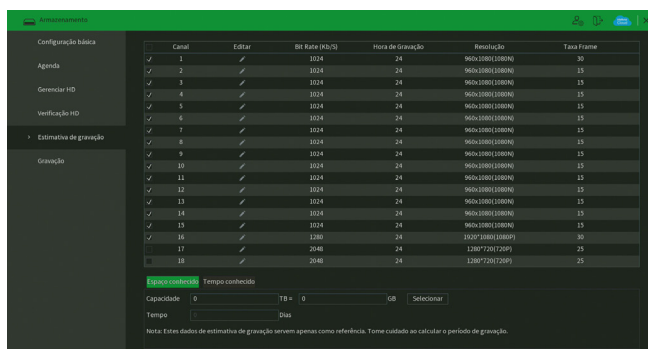 Armazenamento
Configuração básica
Agenda
Gerenciar HD
Verificação HD
Estimativa de gravação
Gravação
Canal Editar Bit Rate (Kb/S) Hora de Gravação Resolução Taxa Frame
1 1024 24 960x1080(1080N) 30
2 1024 24 960x1080(1080N) 15
3 1024 24 960x1080(1080N) 15
4 1024 24 960x1080(1080N) 15
5 1024 24 960x1080(1080N) 15
6 1024 24 960x1080(1080N) 15
7 1024 24 960x1080(1080N) 15
8 1024 24 960x1080(1080N) 15
9 1024 24 960x1080(1080N) 15
10 1024 24 960x1080(1080N) 15
11 1024 24 960x1080(1080N) 15
12 1024 24 960x1080(1080N) 15
13 1024 24 960x1080(1080N) 15
14 1024 24 960x1080(1080N) 15
15 1024 24 960x1080(1080N) 15
16 1280 24 1920*1080(1080P) 30
17 2048 24 1280*720(720P) 25
18 2048 24 1280*720(720P) 25
Espaço conhecido Tempo conhecido
Capacidade 0 TB = 0 GB Selecionar
Tempo Dias
Nota: Estes dados de estimativa de gravação servem apenas como referência. Tome cuidado ao calcular o período de gravação.